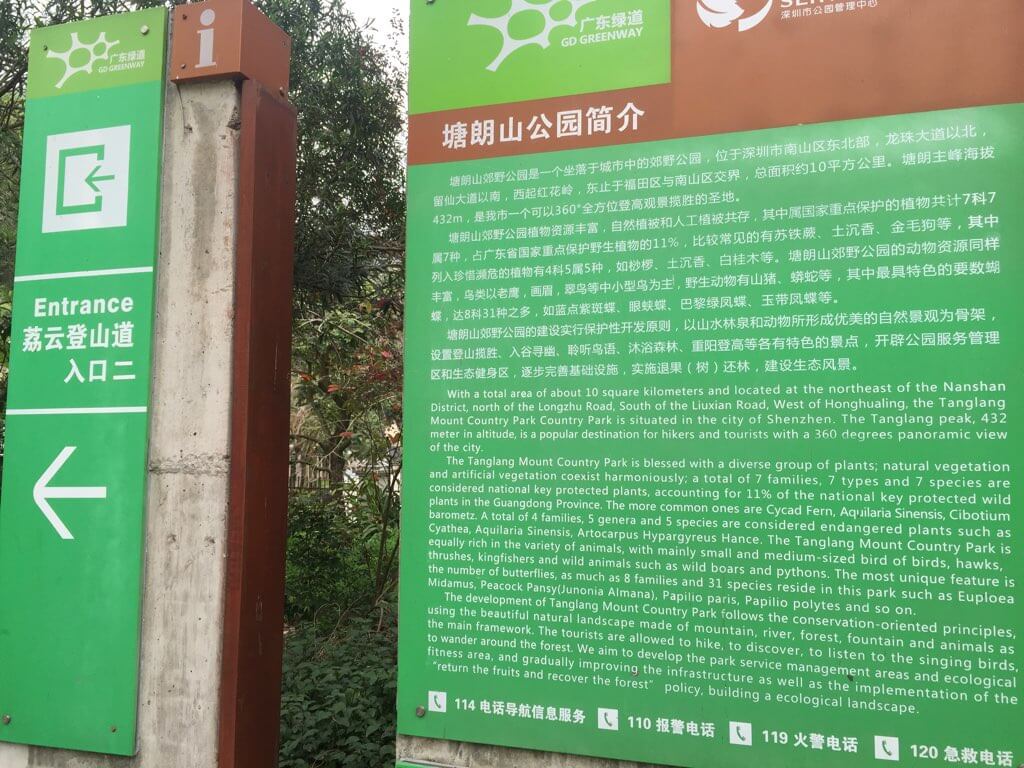 广东绿道
GD GREENWAY
Entrance
荔云登山道
入口二
i
广东绿道
GD GREENWAY
深圳市公园管理中心
塘朗山公园简介
塘朗山郊野公园是一个坐落于城市中的郊野公园，位于深圳市南山区东北部，龙珠大道以北，
留仙大道以南，西起红花岭，东止于福田区与南山区交界，总面积约10平方公里。塘朗主峰海拔
432m，是我市一个可以360°全方位登高观景揽胜的圣地。
塘朗山郊野公园植物资源丰富，自然植被和人工植被共存，其中属国家重点保护的植物共计7科7
属7种，占广东省国家重点保护野生植物的11%，比较常见的有苏铁蕨、土沉香、金毛狗等，其中
列入珍惜濒危的植物有4科5属5种，如桫椤、土沉香、白桂木等。塘朗山郊野公园的动物资源同样
丰富，鸟类以老鹰，画眉，翠鸟等中小型鸟为主，野生动物有山猪、蟒蛇等，其中最具特色的要数蝴
蝶，达8科31种之多，如蓝点紫斑蝶、眼蛱蝶、巴黎绿凤蝶、玉带凤蝶等。
塘朗山郊野公园的建设实行保护性开发原则，以山水林泉和动物所形成优美的自然景观为骨架，
设置登山揽胜、入谷寻幽、聆听鸟语、沐浴森林、重阳登高等各有特色的景点，开辟公园服务管理
区和生态健身区，逐步完善基础设施，实施退果（树）还林，建设生态风景。
With a total area of about 10 square kilometers and located at the northeast of the Nanshan
District, north of the Longzhu Road, South of the Liuxian Road, West of Honghualing, the Tanglang
Mount Country Park Country Park is situated in the city of Shenzhen. The Tanglang peak, 432
meter in altitude, is a popular destination for hikers and tourists with a 360 degrees panoramic view
of the city.
The Tanglang Mount Country Park is blessed with a diverse group of plants; natural vegetation
and artificial vegetation coexist harmoniously; a total of 7 families, 7 types and 7 species are
considered national key protected plants, accounting for 11% of the national key protected wild
plants in the Guangdong Province. The more common ones are Cycad Fern, Aquilaria Sinensis, Cibotium
barometz. A total of 4 families, 5 genera and 5 species are considered endangered plants such as
Cyathea, Aquilaria Sinensis, Artocarpus Hypargyreus Hance. The Tanglang Mount Country Park is
equally rich in the variety of animals, with mainly small and medium-sized bird of birds, hawks,
thrushes, kingfishers and wild animals such as wild boars and pythons. The most unique feature is
the number of butterflies, as much as 8 families and 31 species reside in this park such as Euploea
Midamus, Peacock Pansy(Junonia Almana), Papilio paris, Papilio polytes and so on.
The development of Tanglang Mount Country Park follows the conservation-oriented principles,
using the beautiful natural landscape made of mountain, river, forest, fountain and animals as
the main framework. The tourists are allowed to hike, to discover, to listen to the singing birds,
to wander around the forest. We aim to develop the park service management areas and ecological
fitness area, and gradually improving the infrastructure as well as the implementation of the
“return the fruits and recover the forest” policy, building a ecological landscape.
114 电话导航信息服务 110 报警电话 119 火警电话 120 急救电话